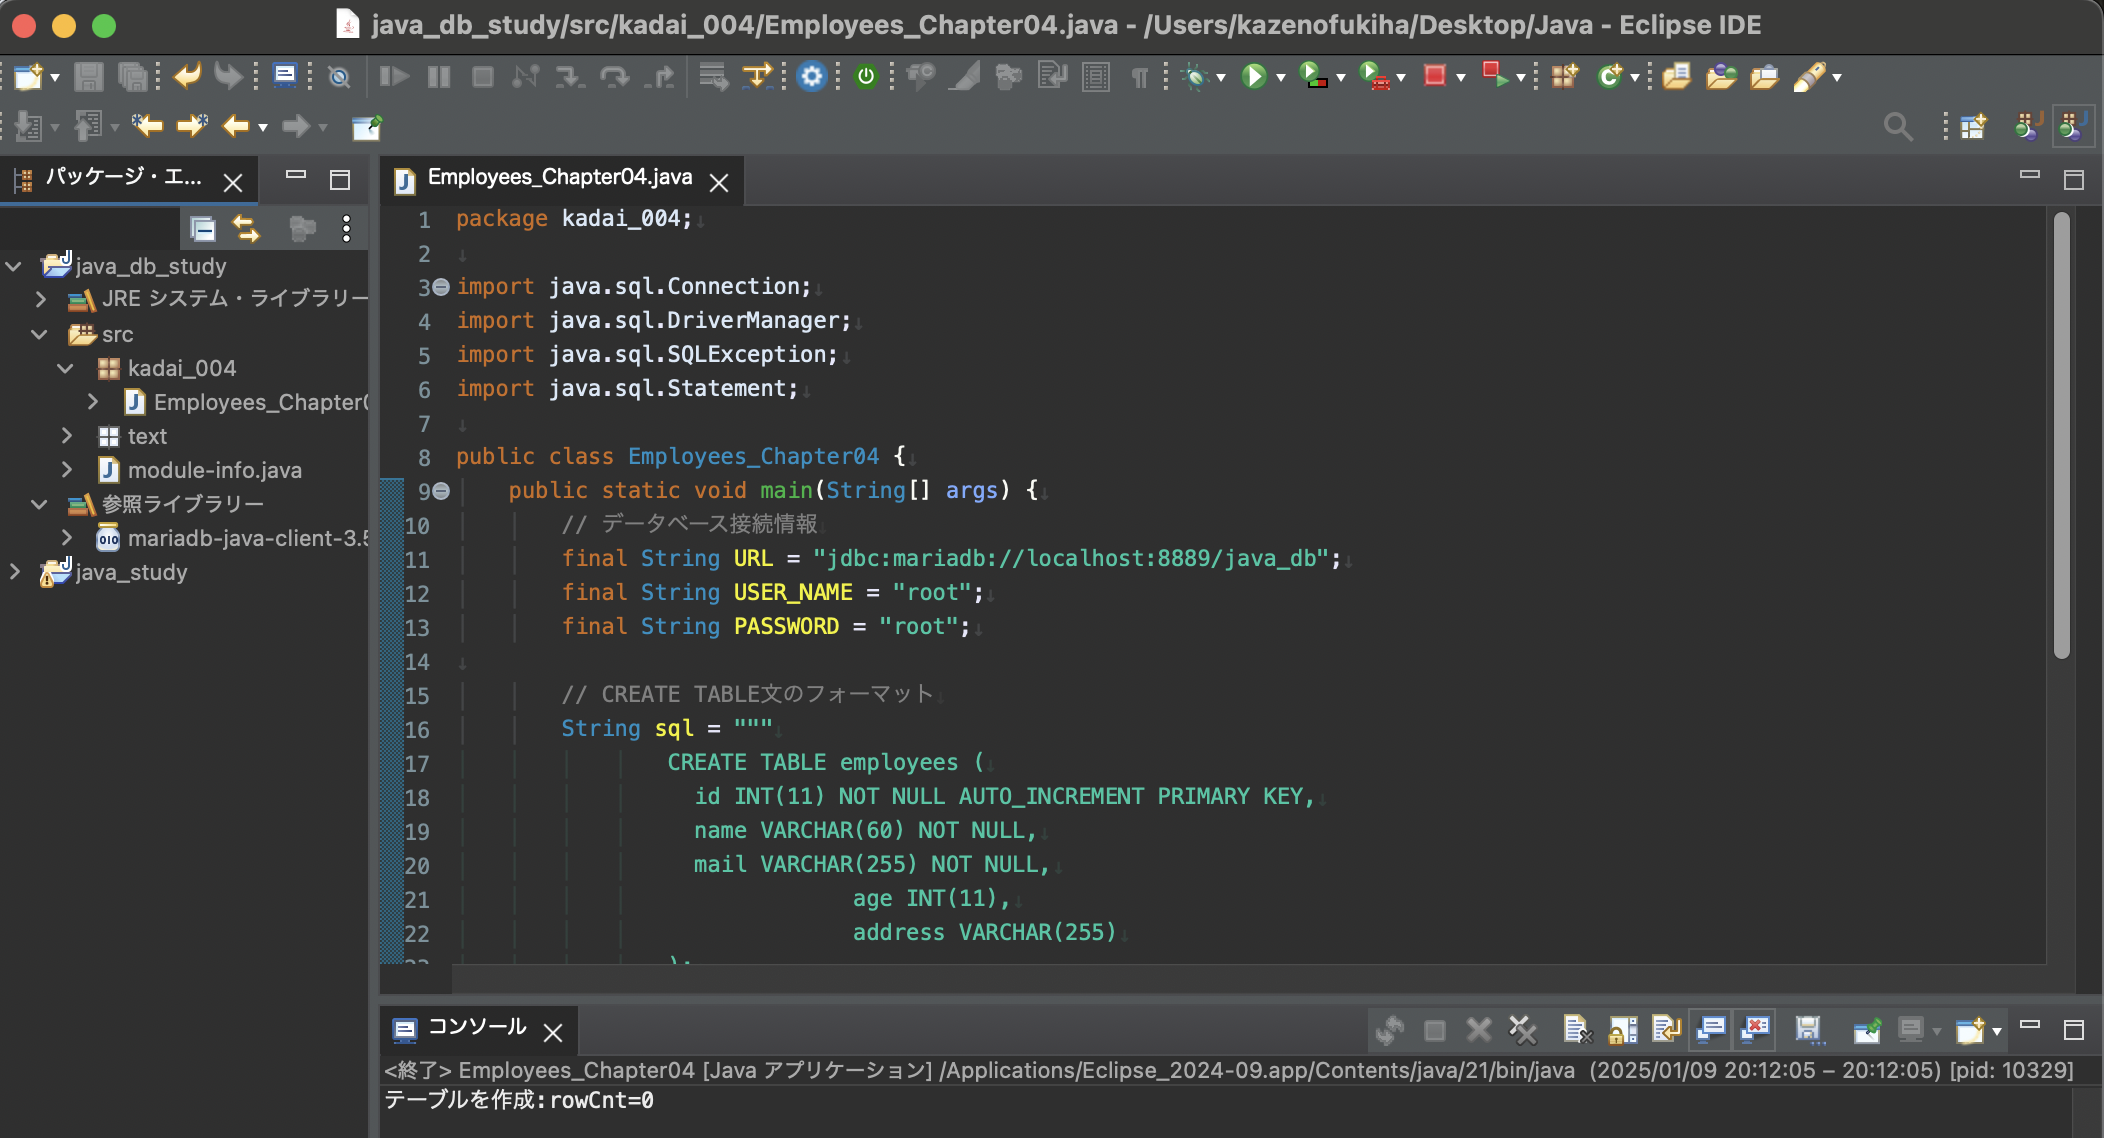 java_db_study/src/kadai_004/Employees_Chapter04.java - /Users/kazenofukiha/Desktop/Java - Eclipse IDE
パッケージ・エ...
java_db_study
JRE システム・ライブラリー
src
kadai_004
Employees_Chapter0
text
module-info.java
参照ライブラリー
mariadb-java-client-3.5
java_study
Employees_Chapter04.java
1 package kadai_004;
2
3 import java.sql.Connection;
4 import java.sql.DriverManager;
5 import java.sql.SQLException;
6 import java.sql.Statement;
7
8 public class Employees_Chapter04 {
9 public static void main(String[] args) {
10 // データベース接続情報
11 final String URL = "jdbc:mariadb://localhost:8889/java_db";
12 final String USER_NAME = "root";
13 final String PASSWORD = "root";
14
15 // CREATE TABLE文のフォーマット
16 String sql = """
17 CREATE TABLE employees (
18 id INT(11) NOT NULL AUTO_INCREMENT PRIMARY KEY,
19 name VARCHAR(60) NOT NULL,
20 mail VARCHAR(255) NOT NULL,
21 age INT(11),
22 address VARCHAR(255)
23 );
コンソール
<終了> Employees_Chapter04 [Java アプリケーション] /Applications/Eclipse_2024-09.app/Contents/java/21/bin/java (2025/01/09 20:12:05 – 20:12:05) [pid: 10329]
テーブルを作成:rowCnt=0